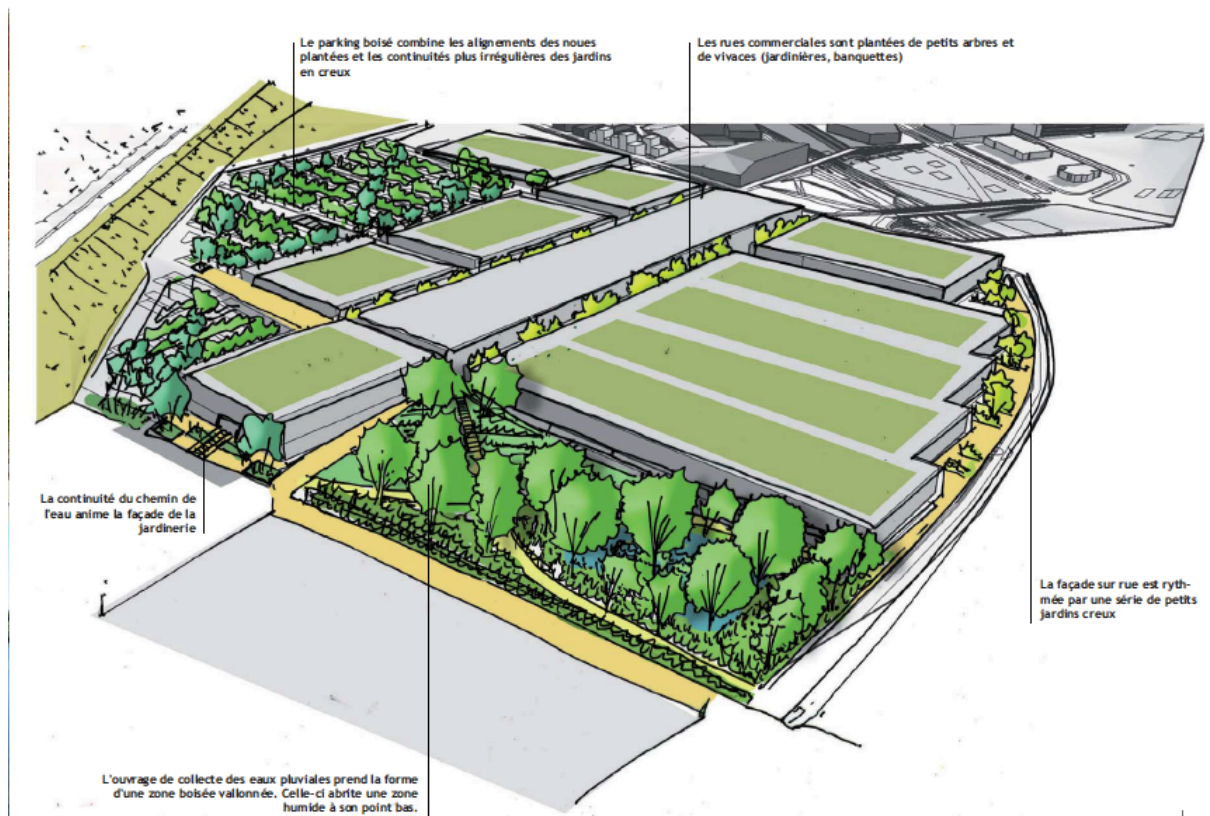 Le parking boisé combine les alignements des noues
plantées et les continuités plus irrégulières des jardins
en creux
Les rues commerciales sont plantées de petits arbres et
de vivaces (jardinières, banquettes)
La continuité du chemin de
l'eau anime la façade de la
jardinerie
La façade sur rue est ryth-
mée par une série de petits
jardins creux
L'ouvrage de collecte des eaux pluviales prend la forme
d'une zone boisée vallonnée. Celle-ci abrite une zone
humide à son point bas.